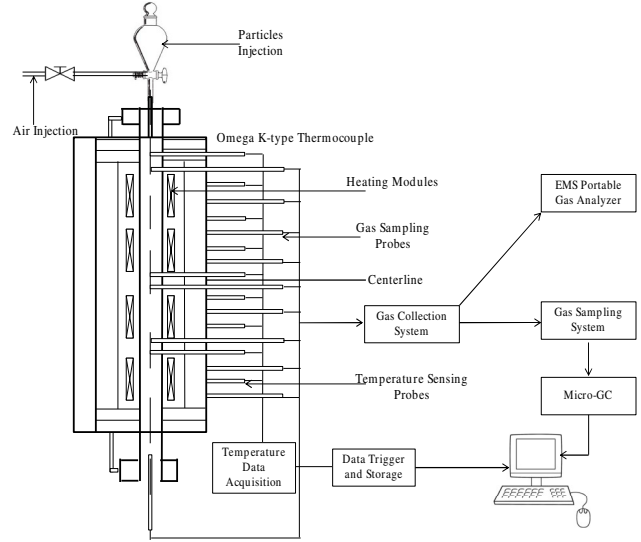 Particles
Injection
Air Injection
Omega K-type Thermocouple
Heating Modules
EMS Portable
Gas Analyzer
Gas Sampling
Probes
Centerline
Gas Collection
System
Gas Sampling
System
Temperature Sensing
Probes
Micro-GC
Temperature
Data
Acquisition
Data Trigger
and Storage